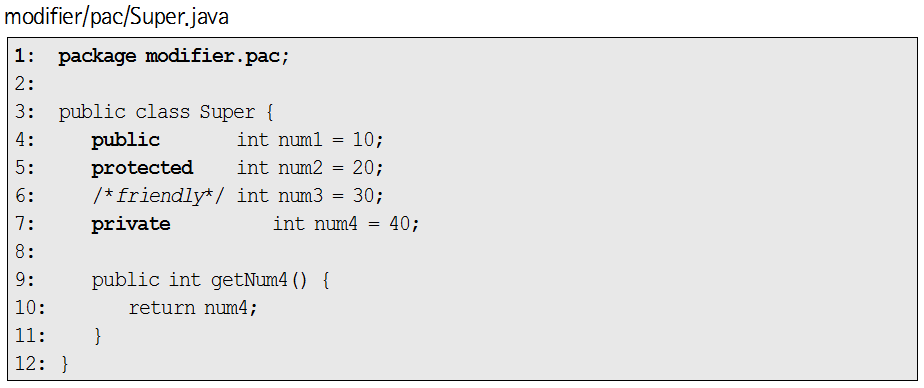 modifier/pac/Super.java
1: package modifier.pac;
2:
3: public class Super {
4: public int num1 = 10;
5: protected int num2 = 20;
6: /*friendly*/ int num3 = 30;
7: private int num4 = 40;
8:
9: public int getNum4() {
10: return num4;
11: }
12: }